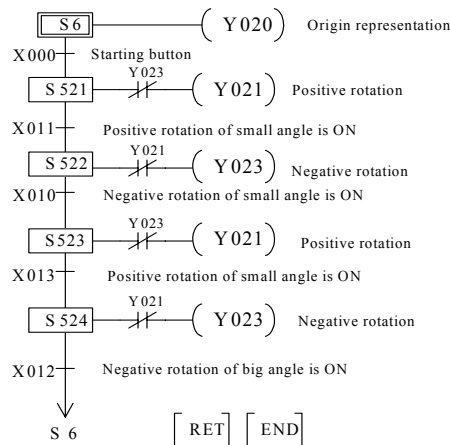 S6 Y020 Origin representation
X000 Starting button
Y023
S521 Y021 Positive rotation
X011 Positive rotation of small angle is ON
Y021
S522 Y023 Negative rotation
X010 Negative rotation of small angle is ON
Y023
S523 Y021 Positive rotation
X013 Positive rotation of small angle is ON
Y021
S524 Y023 Negative rotation
X012 Negative rotation of big angle is ON
S 6 [RET] [END]